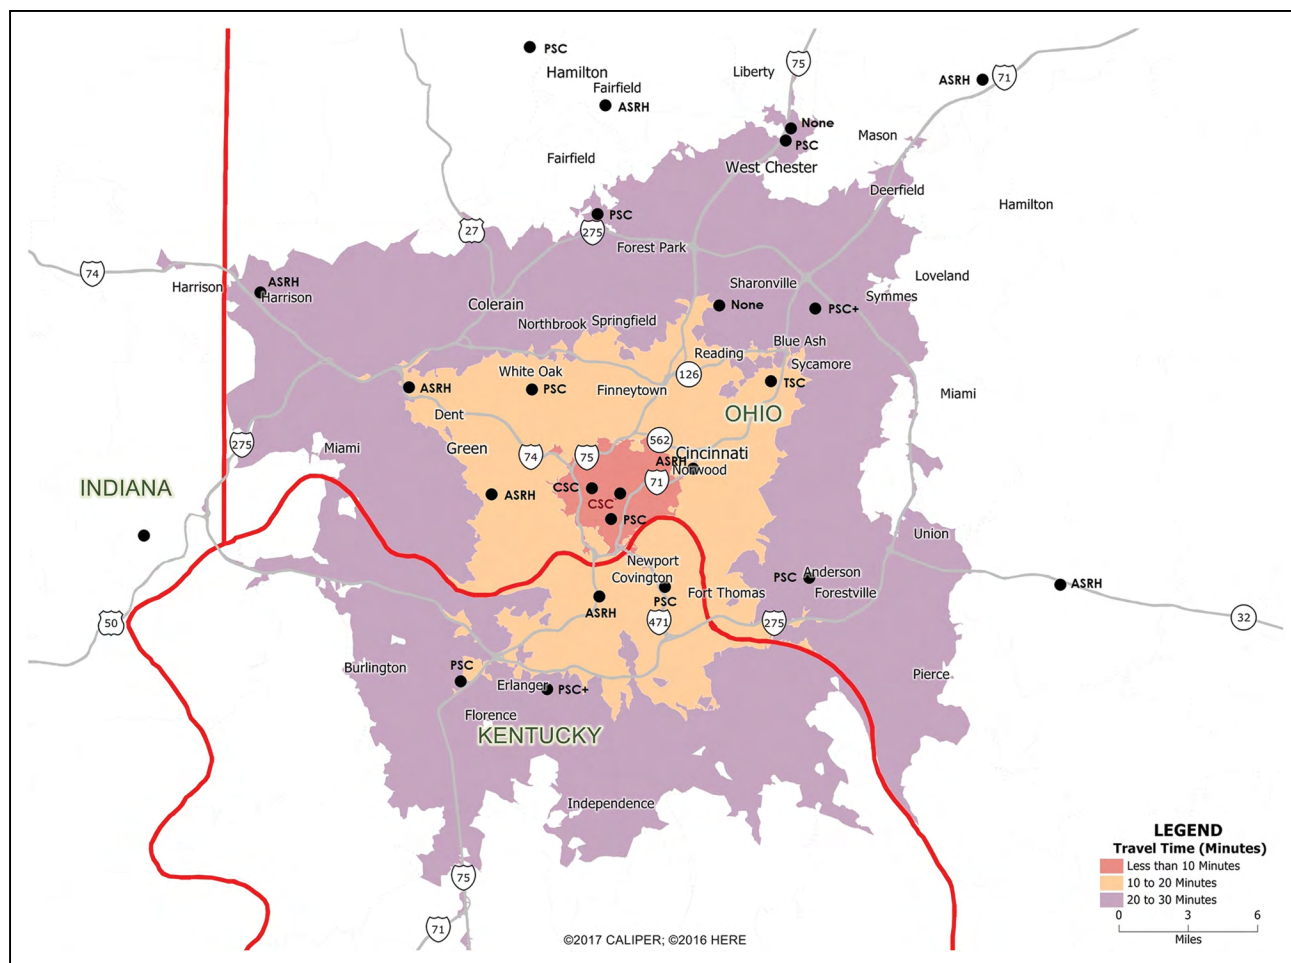 PSC
Hamilton
Fairfield
ASRH
Liberty
75
ASRH
71
None
PSC
Mason
West Chester
Fairfield
Deerfield
Hamilton
PSC
27
275
Forest Park
74
Harrison
ASRH
Harrison
Sharonville
Loveland
Symmes
Colerain
None
PSC+
Northbrook
Springfield
Blue Ash
Reading
Sycamore
White Oak
126
ASRH
PSC
Finneytown
TSC
Miami
Dent
OHIO
275
Miami
Green
562
74
75
Cincinnati
ASRH
Norwood
71
INDIANA
CSC
CSC
ASRH
PSC
Union
Newport
Covington
PSC
Anderson
Forestville
ASRH
Fort Thomas
PSC
ASRH
50
471
275
32
Burlington
PSC
Erlanger
PSC+
Pierce
Florence
KENTUCKY
Independence
75
71
LEGEND
Travel Time (Minutes)
Less than 10 Minutes
10 to 20 Minutes
20 to 30 Minutes
0 3 6
Miles
©2017 CALIPER; ©2016 HERE